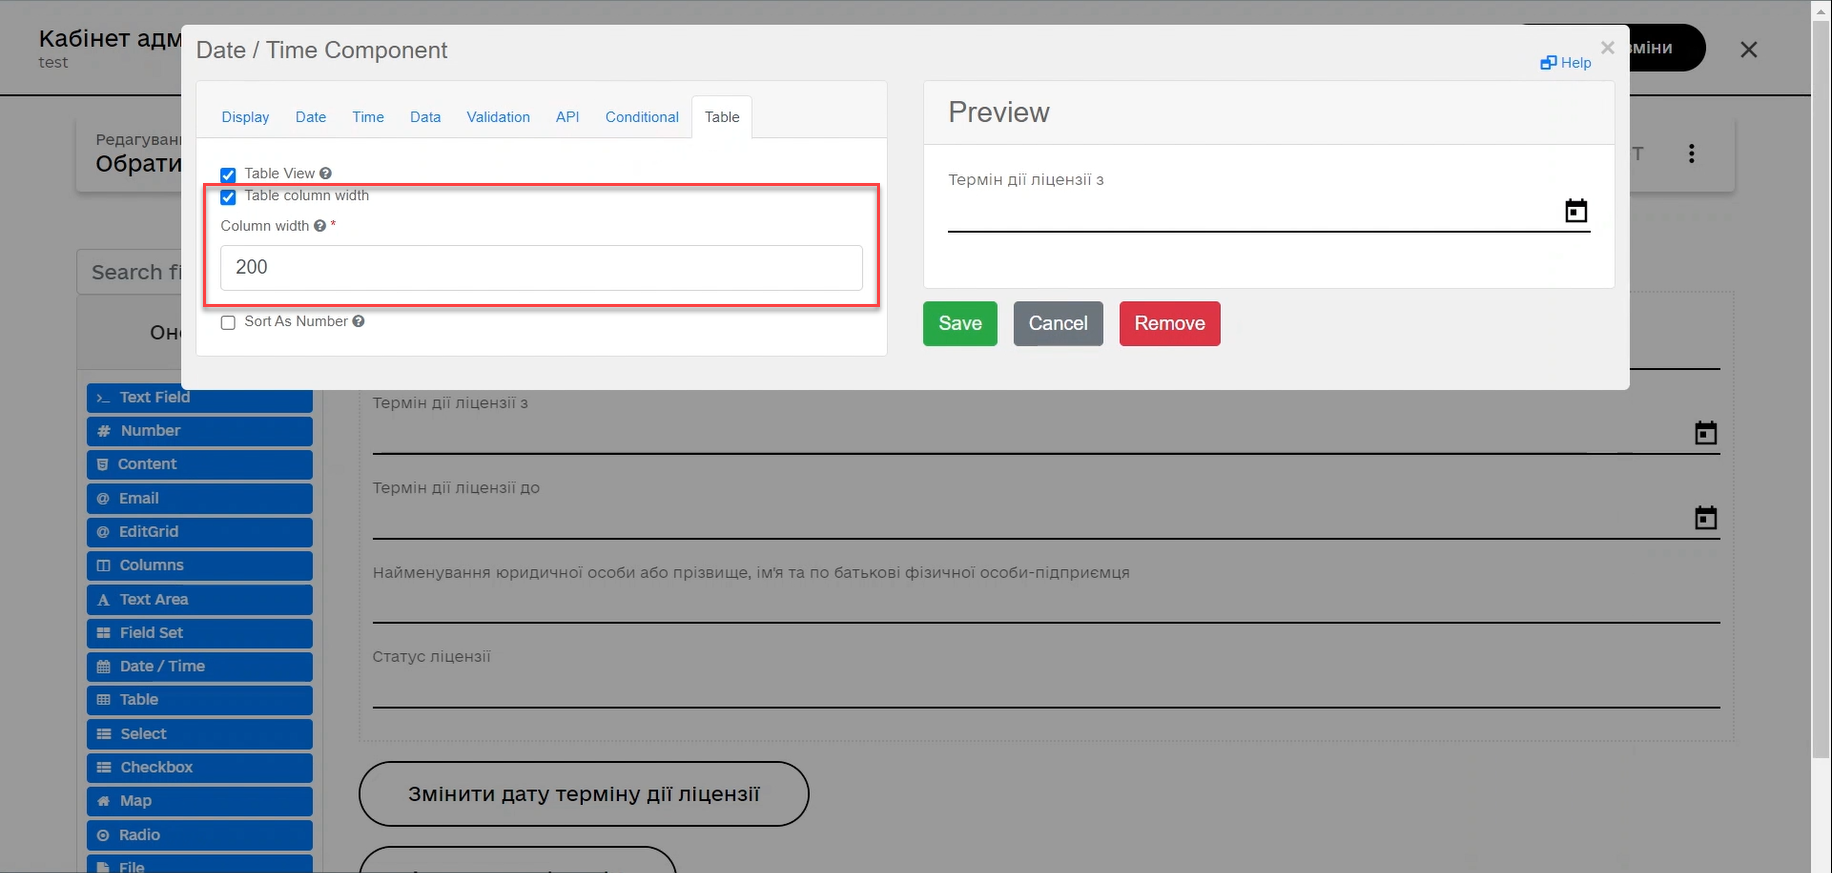 Кабінет адм
test
Date / Time Component
Help
зміни
Display
Date
Time
Data
Validation
API
Conditional
Table
Preview
Редагуван
Обрати
Table View
Table column width
Column width *
200
Sort As Number
Термін дії ліцензії з
Save
Cancel
Remove
Search fi
Text Field
Number
Content
Email
EditGrid
Columns
Text Area
Field Set
Date / Time
Table
Select
Checkbox
Map
Radio
File
Термін дії ліцензії з
Термін дії ліцензії до
Найменування юридичної особи або прізвище, ім'я та по батькові фізичної особи-підприємця
Статус ліцензії
Змінити дату терміну дії ліцензії